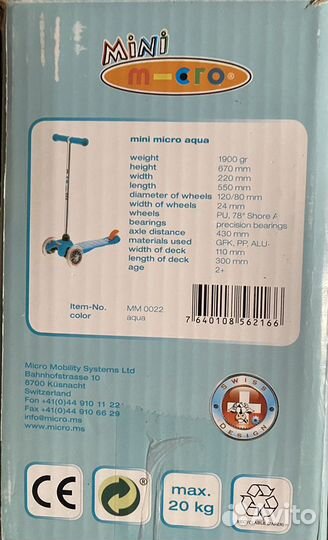 MiNi
m-cro®
mini micro aqua
weight 1900 gr
height 670 mm
width 220 mm
length 550 mm
diameter of wheels 120/80 mm
width of wheels 24 mm
wheels PU, 78° Shore A
bearings precision bearings
axle distance 430 mm
materials used GFK, PP, ALU
width of deck 110 mm
length of deck 300 mm
age 2+
Item-No. MM 0022
color aqua
7 640108 562166
Micro Mobility Systems Ltd
Bahnhofstrasse 10
8700 Küsnacht
Switzerland
Fon +41(0)44 910 11 22
Fax +41(0)44 910 66 29
info@micro.ms
www.micro.ms
SWISS
DESIGN
CE
max.
20 kg
Avito